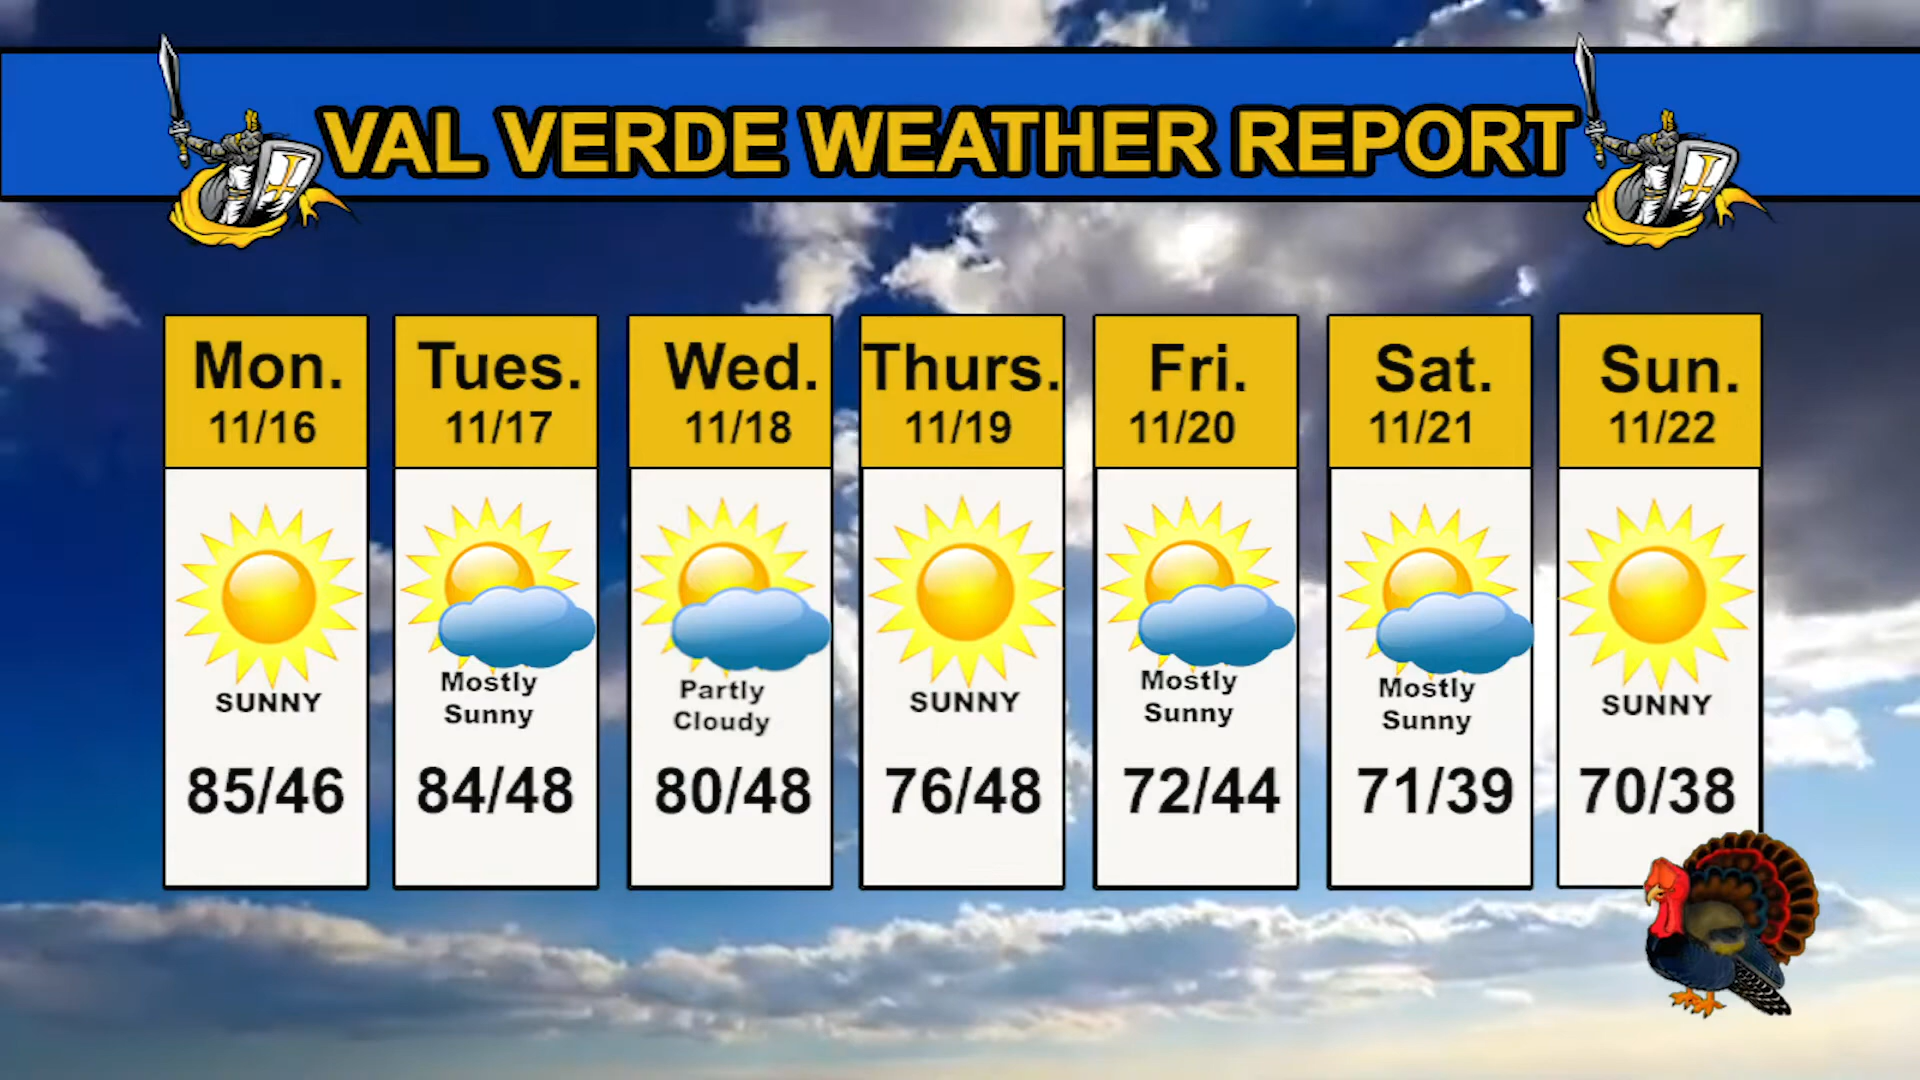 VAL VERDE WEATHER REPORT
Mon.
11/16
SUNNY
85/46
Tues.
11/17
Mostly
Sunny
84/48
Wed.
11/18
Partly
Cloudy
80/48
Thurs.
11/19
SUNNY
76/48
Fri.
11/20
Mostly
Sunny
72/44
Sat.
11/21
Mostly
Sunny
71/39
Sun.
11/22
SUNNY
70/38